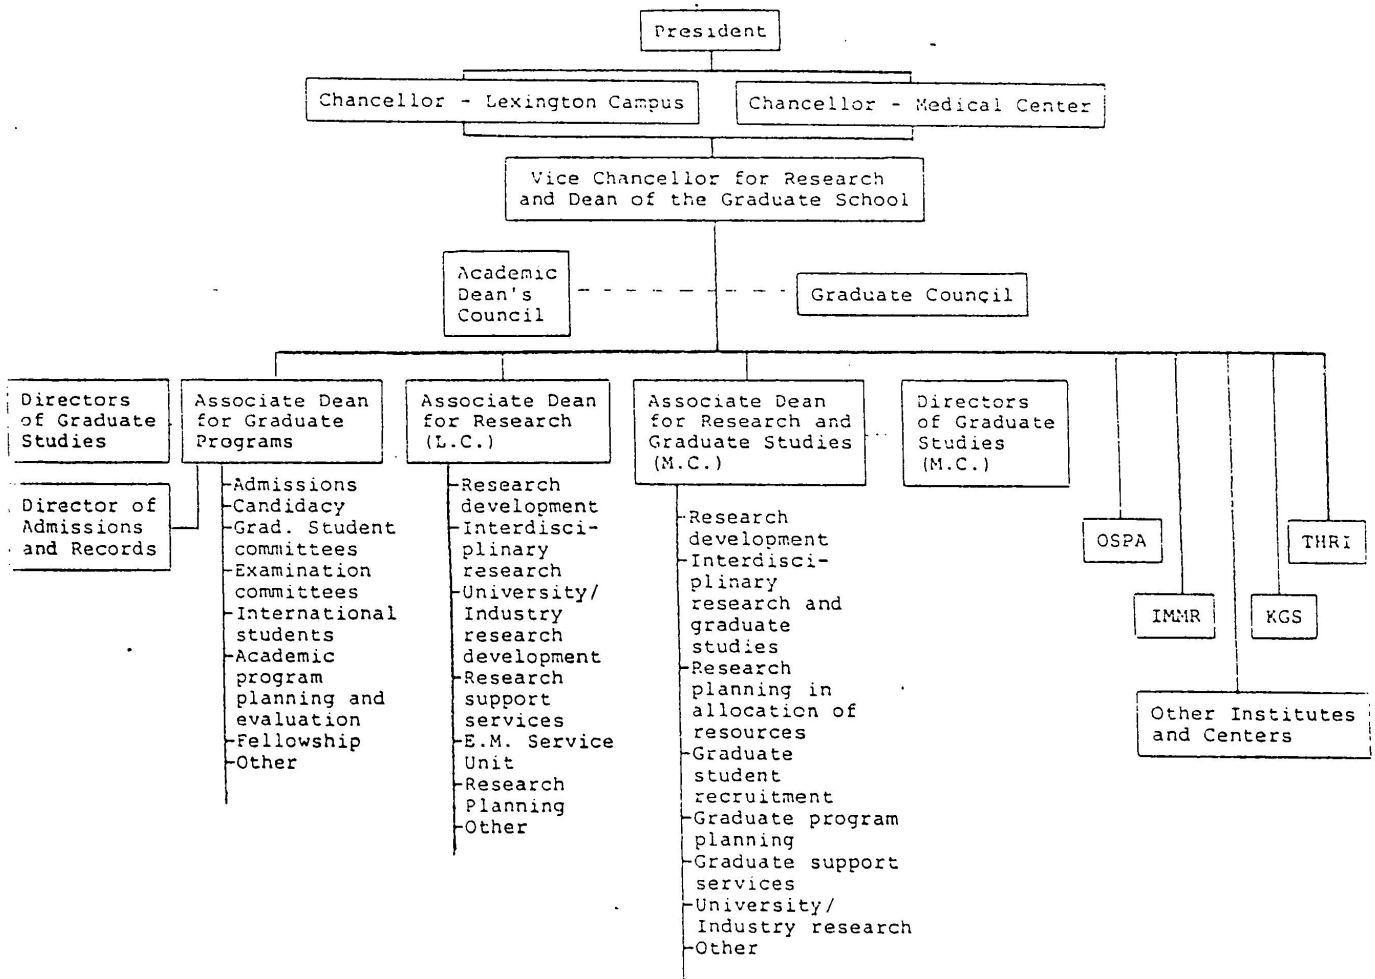 President
Chancellor - Lexington Campus
Chancellor - Medical Center
Vice Chancellor for Research
and Dean of the Graduate School
Academic
Dean's
Council
Graduate Council
Directors
of Graduate
Studies
Director of
Admissions
and Records
Associate Dean
for Graduate
Programs
-Admissions
-Candidacy
-Grad. Student
committees
-Examination
committees
-International
students
-Academic
program
planning and
evaluation
-Fellowship
-Other
Associate Dean
for Research
(L.C.)
-Research
development
-Interdisci-
plinary
research
-University/
Industry
research
development
-Research
support
services
-E.M. Service
Unit
-Research
Planning
-Other
Associate Dean
for Research and
Graduate Studies
(M.C.)
-Research
development
-Interdisci-
plinary
research and
graduate
studies
-Research
planning in
allocation of
resources
-Graduate
student
recruitment
-Graduate program
planning
-Graduate support
services
-University/
Industry research
-Other
Directors
of Graduate
Studies
(M.C.)
OSPA
IMMR
Other Institutes
and Centers
KGS
THRI